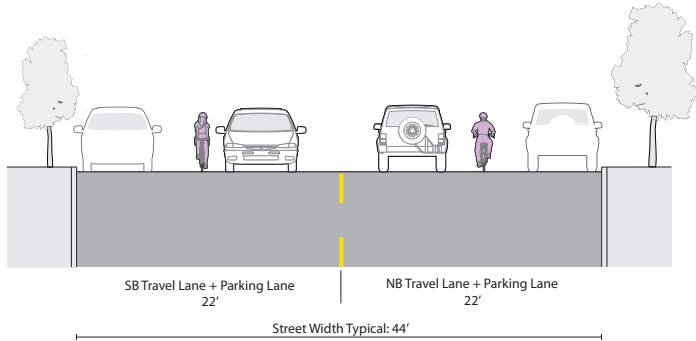 SB Travel Lane + Parking Lane
22’
NB Travel Lane + Parking Lane
22’
Street Width Typical: 44’